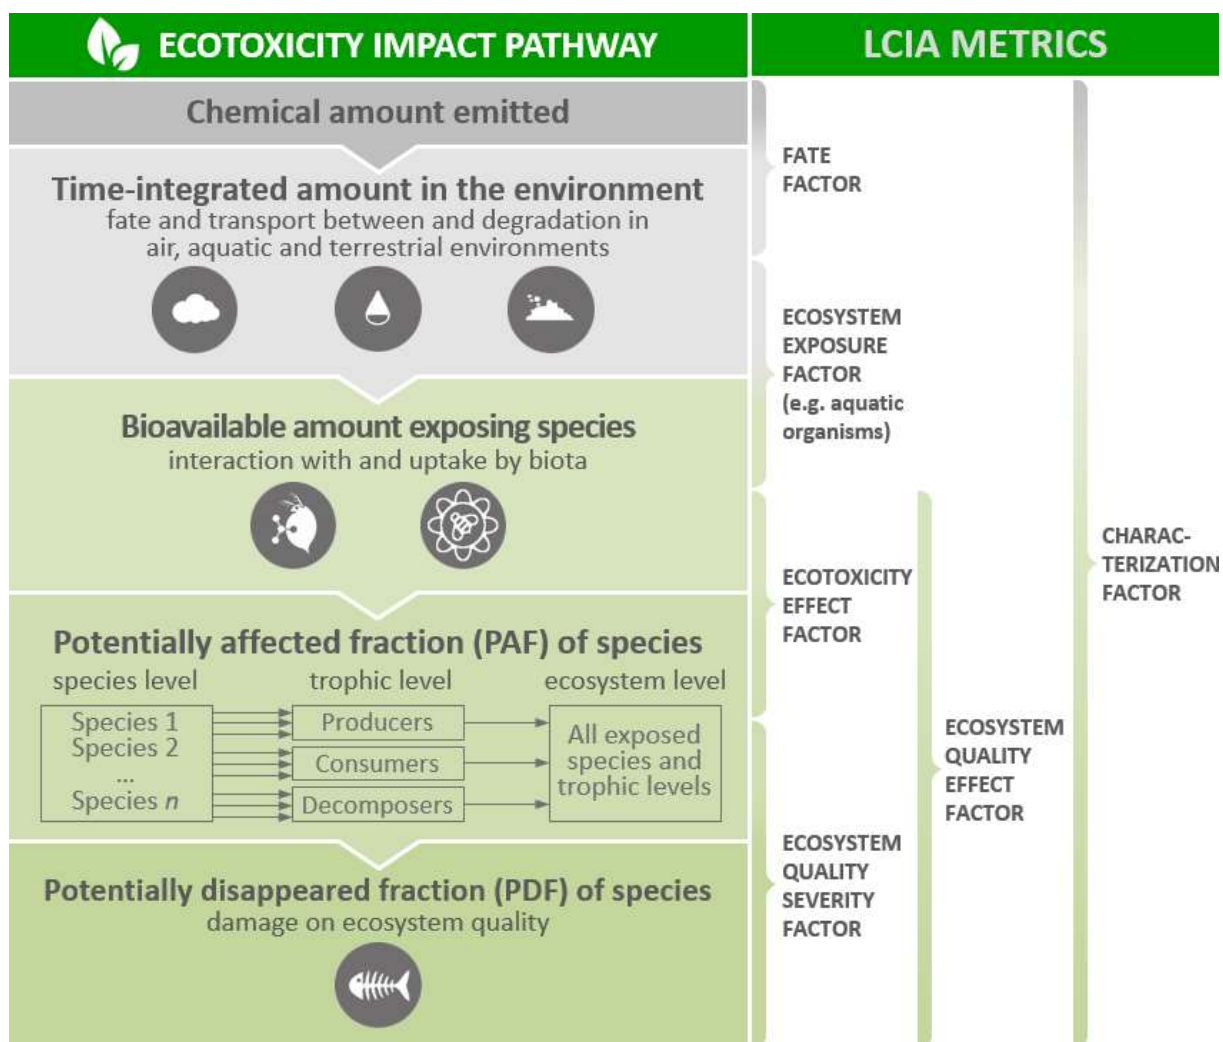 ECOTOXICITY IMPACT PATHWAY
LCIA METRICS
Chemical amount emitted
Time-integrated amount in the environment
fate and transport between and degradation in
air, aquatic and terrestrial environments
Bioavailable amount exposing species
interaction with and uptake by biota
Potentially affected fraction (PAF) of species
species level
trophic level
ecosystem level
Species 1
Species 2
...
Species n
Producers
Consumers
Decomposers
All exposed
species and
trophic levels
Potentially disappeared fraction (PDF) of species
damage on ecosystem quality
FATE
FACTOR
ECOSYSTEM
EXPOSURE
FACTOR
(e.g. aquatic
organisms)
ECOTOXICITY
EFFECT
FACTOR
ECOSYSTEM
QUALITY
SEVERITY
FACTOR
ECOSYSTEM
QUALITY
EFFECT
FACTOR
CHARAC-
TERIZATION
FACTOR